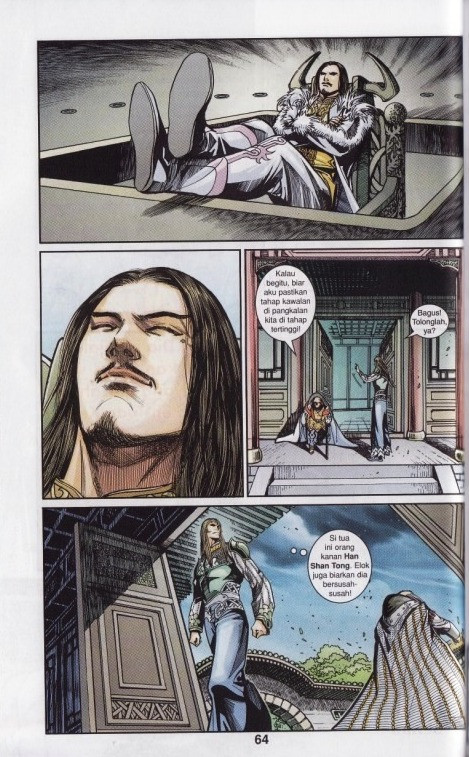 Kalau
begitu, biar
aku pastikan
tahap kawalan
di pangkalan
kita di tahap
tertinggi!
Bagus!
Tolonglah,
ya?
Si tua
ini orang
kanan Han
Shan Tong. Elok
juga biarkan dia
bersusah-
susah!
64